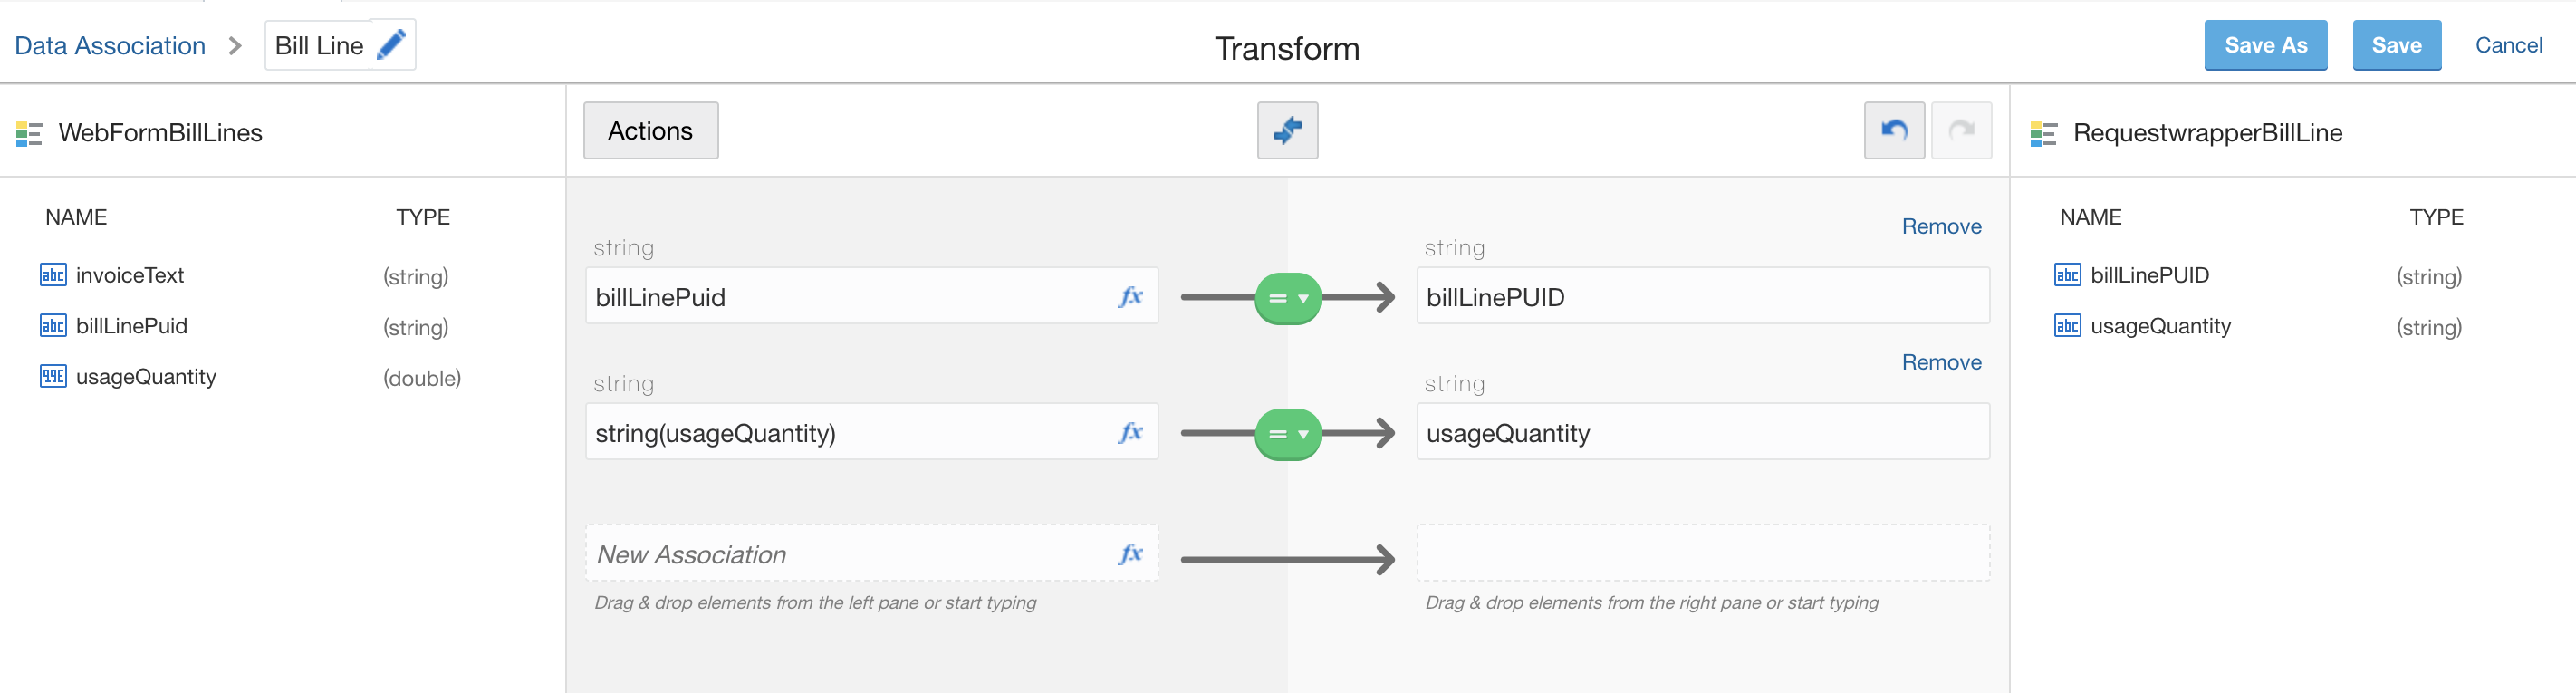 Data Association > Bill Line
Transform
Save As
Save
Cancel
WebFormBillLines
NAME TYPE
abc invoiceText (string)
abc billLinePuid (string)
99E usageQuantity (double)
Actions
string
billLinePuid fx
=
string
billLinePUID
Remove
string
string(usageQuantity) fx
=
string
usageQuantity
Remove
New Association fx
Drag & drop elements from the left pane or start typing
Drag & drop elements from the right pane or start typing
RequestwrapperBillLine
NAME TYPE
abc billLinePUID (string)
abc usageQuantity (string)